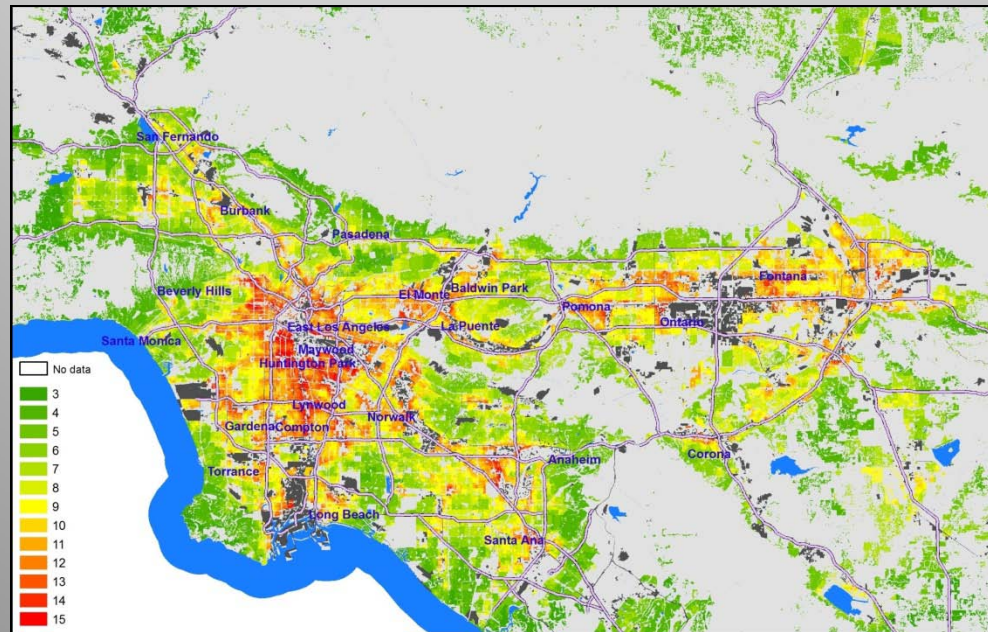 San Fernando
Burbank
Pasadena
Beverly Hills
El Monte
Baldwin Park
Fontana
Pomona
East Los Angeles
La Puente
Ontario
Santa Monica
Maywood
Huntington Park
Lynwood
Norwalk
Gardena
Compton
Corona
Anaheim
Torrance
Long Beach
Santa Ana
No data
3
4
5
6
7
8
9
10
11
12
13
14
15